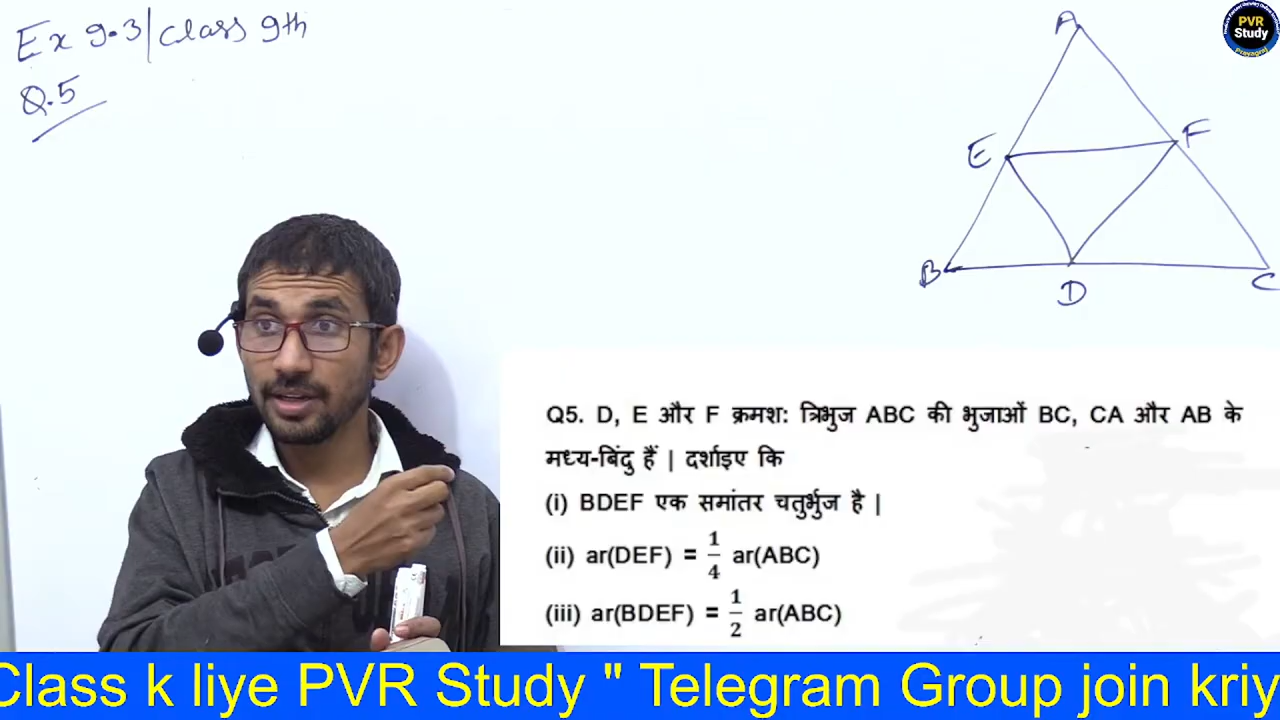 Ex 9.3 | Class 9th
Q.5
A
E
F
B
D
C
PVR
Study
Prayagraj
Q5. D, E और F क्रमश: त्रिभुज ABC की भुजाओं BC, CA और AB के
मध्य-बिंदु हैं | दर्शाइए कि
(i) BDEF एक समांतर चतुर्भुज है |
(ii) ar(DEF) = 1/4 ar(ABC)
(iii) ar(BDEF) = 1/2 ar(ABC)
Class k liye PVR Study " Telegram Group join kriy